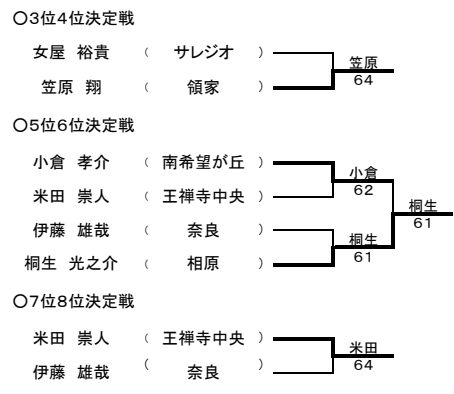 〇3位4位決定戦
女屋 裕貴 ( サレジオ )
笠原
笠原 翔 ( 領家 )
64
〇5位6位決定戦
小倉 孝介 ( 南希望が丘 )
小倉
米田 崇人 ( 王禅寺中央 )
62
桐生
61
伊藤 雄哉 ( 奈良 )
桐生
桐生 光之介 ( 相原 )
61
〇7位8位決定戦
米田 崇人 ( 王禅寺中央 )
米田
伊藤 雄哉 ( 奈良 )
64